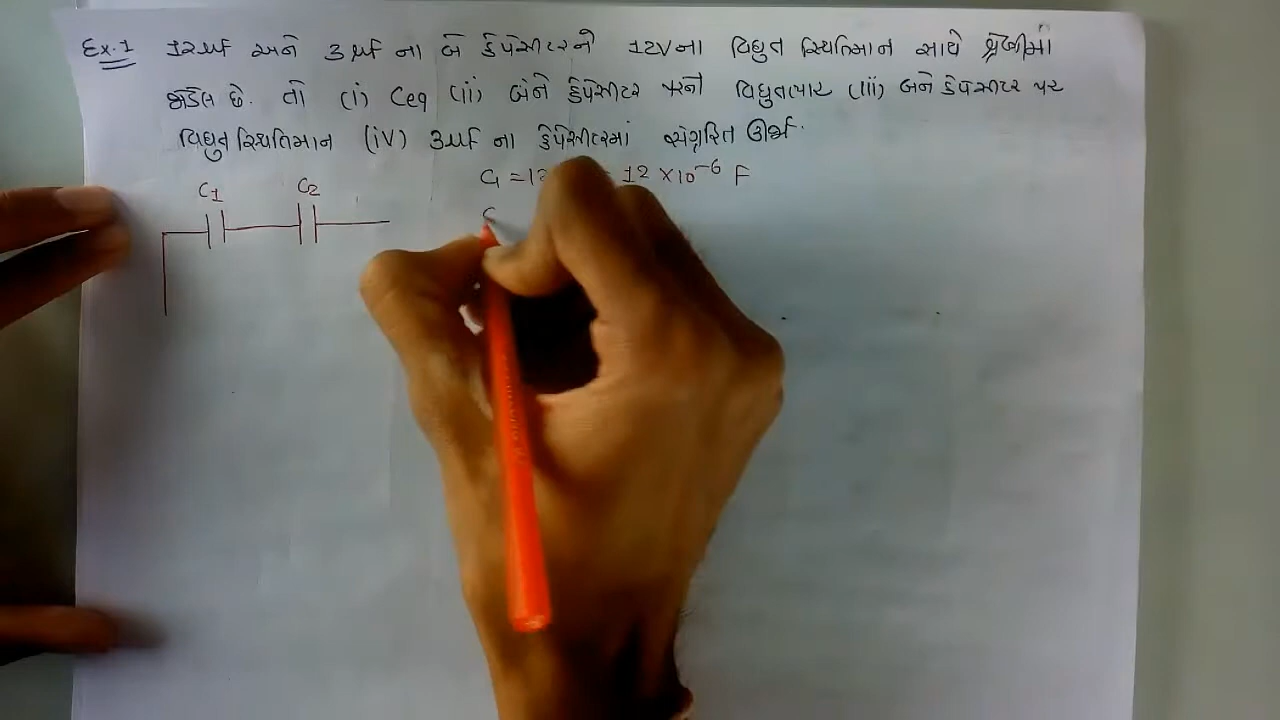 Ex.1 12μF અને 3μF ના બે કેપેસીટરને 12V ના વિદ્યુત સ્થિતિમાન સાથે શ્રેણીમાં
જોડેલ છે. તો (i) Ceq (ii) બંને કેપેસીટર પરનો વિદ્યુતભાર (iii) બંને કેપેસીટર પર
વિદ્યુત સ્થિતિમાન (iv) 3μF ના કેપેસીટરમાં સંગ્રહિત ઊર્જા.
C1 C2
C1 = 12 × 10⁻⁶ F
C